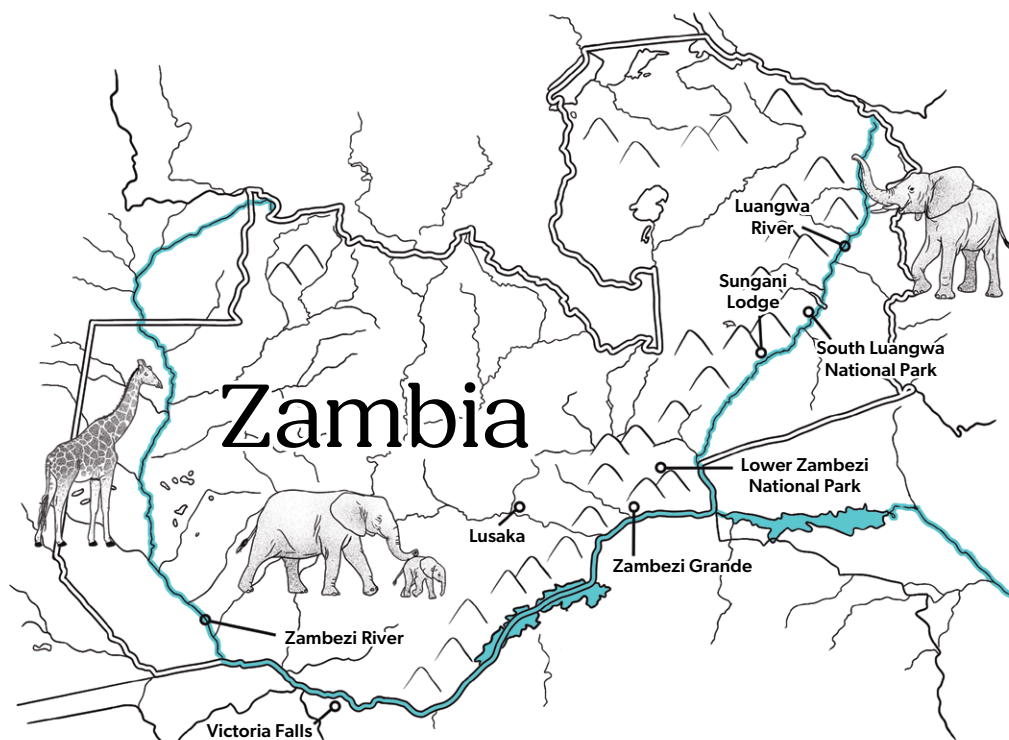 Luangwa
River
Sungani
Lodge
South Luangwa
National Park
Zambia
Lower Zambezi
National Park
Lusaka
Zambezi Grande
Zambezi River
Victoria Falls